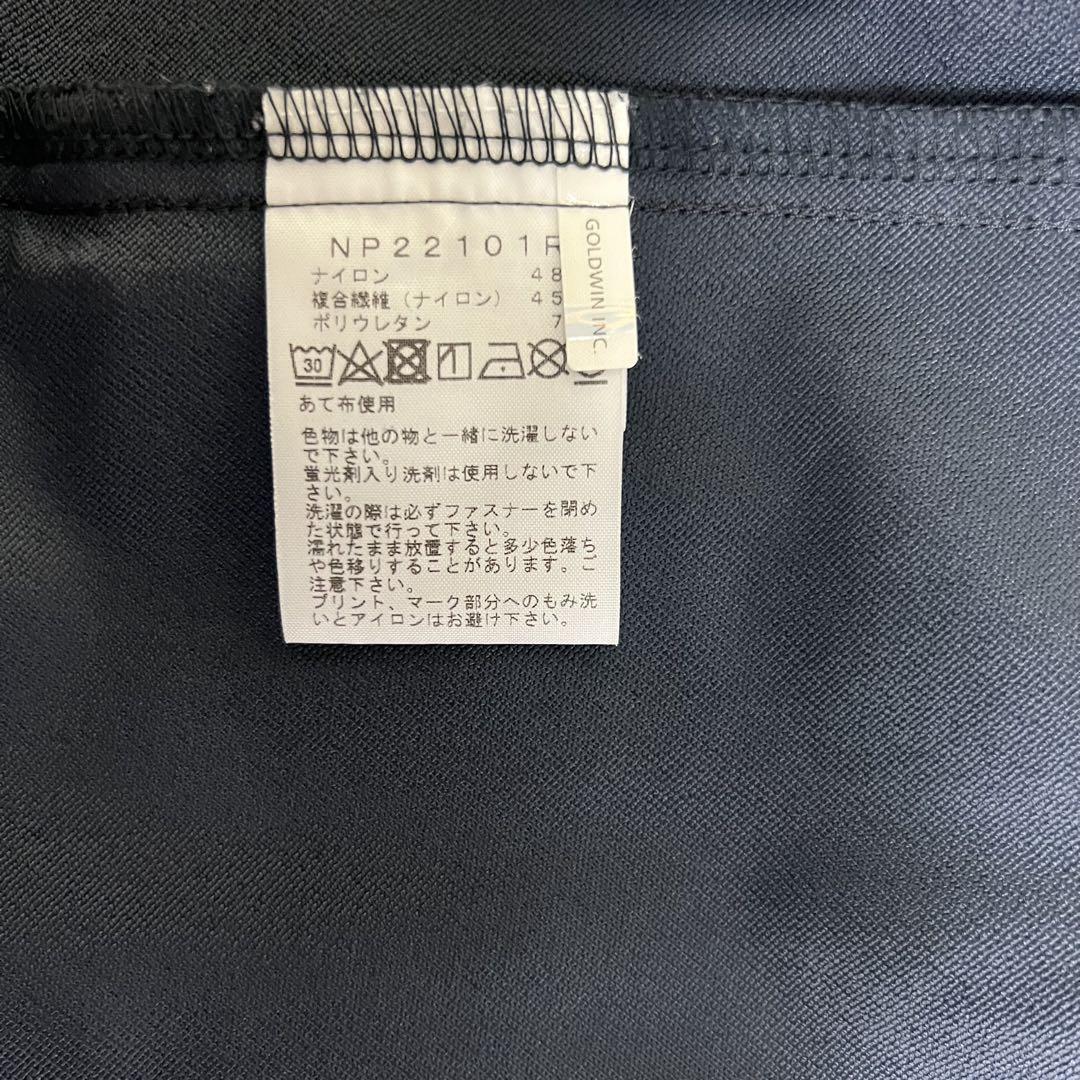 NP22101R
ナイロン 48
複合繊維(ナイロン) 45
ポリウレタン 7
GOLDWIN INC.
30
あて布使用
色物は他の物と一緒に洗濯しない
で下さい。
蛍光剤入り洗剤は使用しないで下
さい。
洗濯の際は必ずファスナーを閉め
た状態で行って下さい。
濡れたまま放置すると多少色落ち
や色移りすることがあります。ご
注意下さい。
プリント、マーク部分へのもみ洗
いとアイロンはお避け下さい。